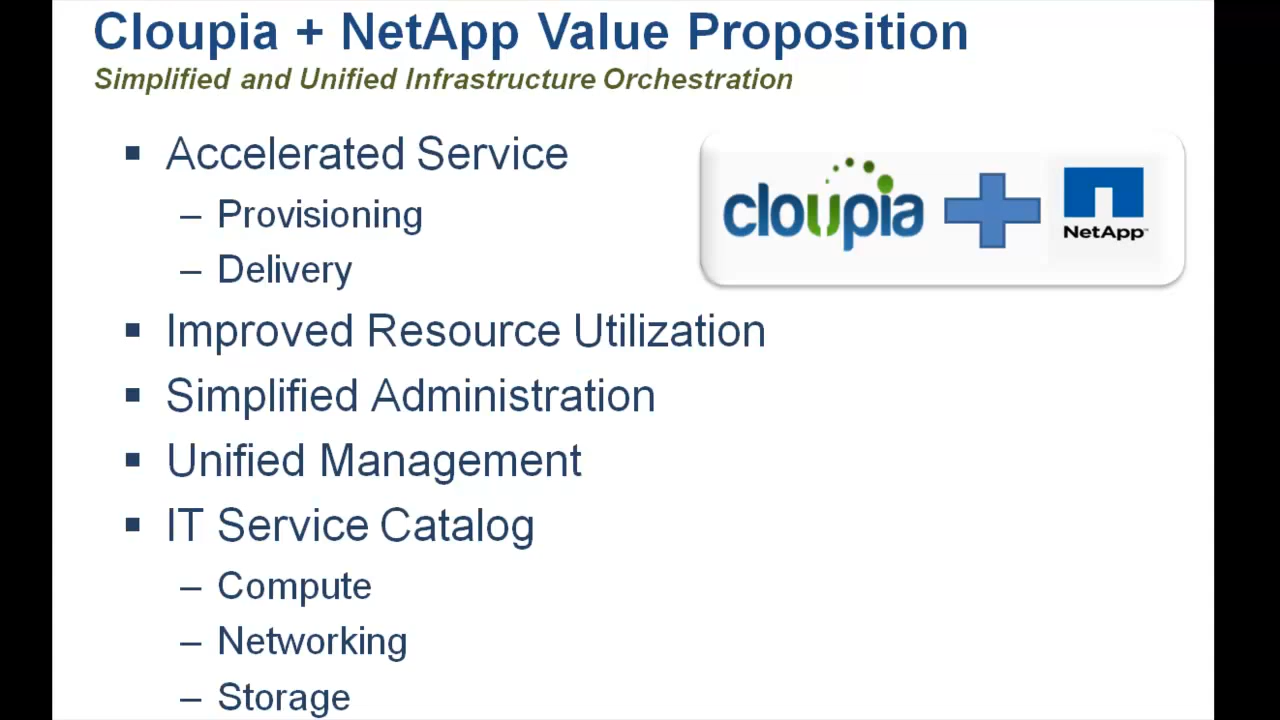 Cloupia + NetApp Value Proposition
Simplified and Unified Infrastructure Orchestration
▪ Accelerated Service
– Provisioning
– Delivery
cloupia
NetApp™
▪ Improved Resource Utilization
▪ Simplified Administration
▪ Unified Management
▪ IT Service Catalog
– Compute
– Networking
– Storage